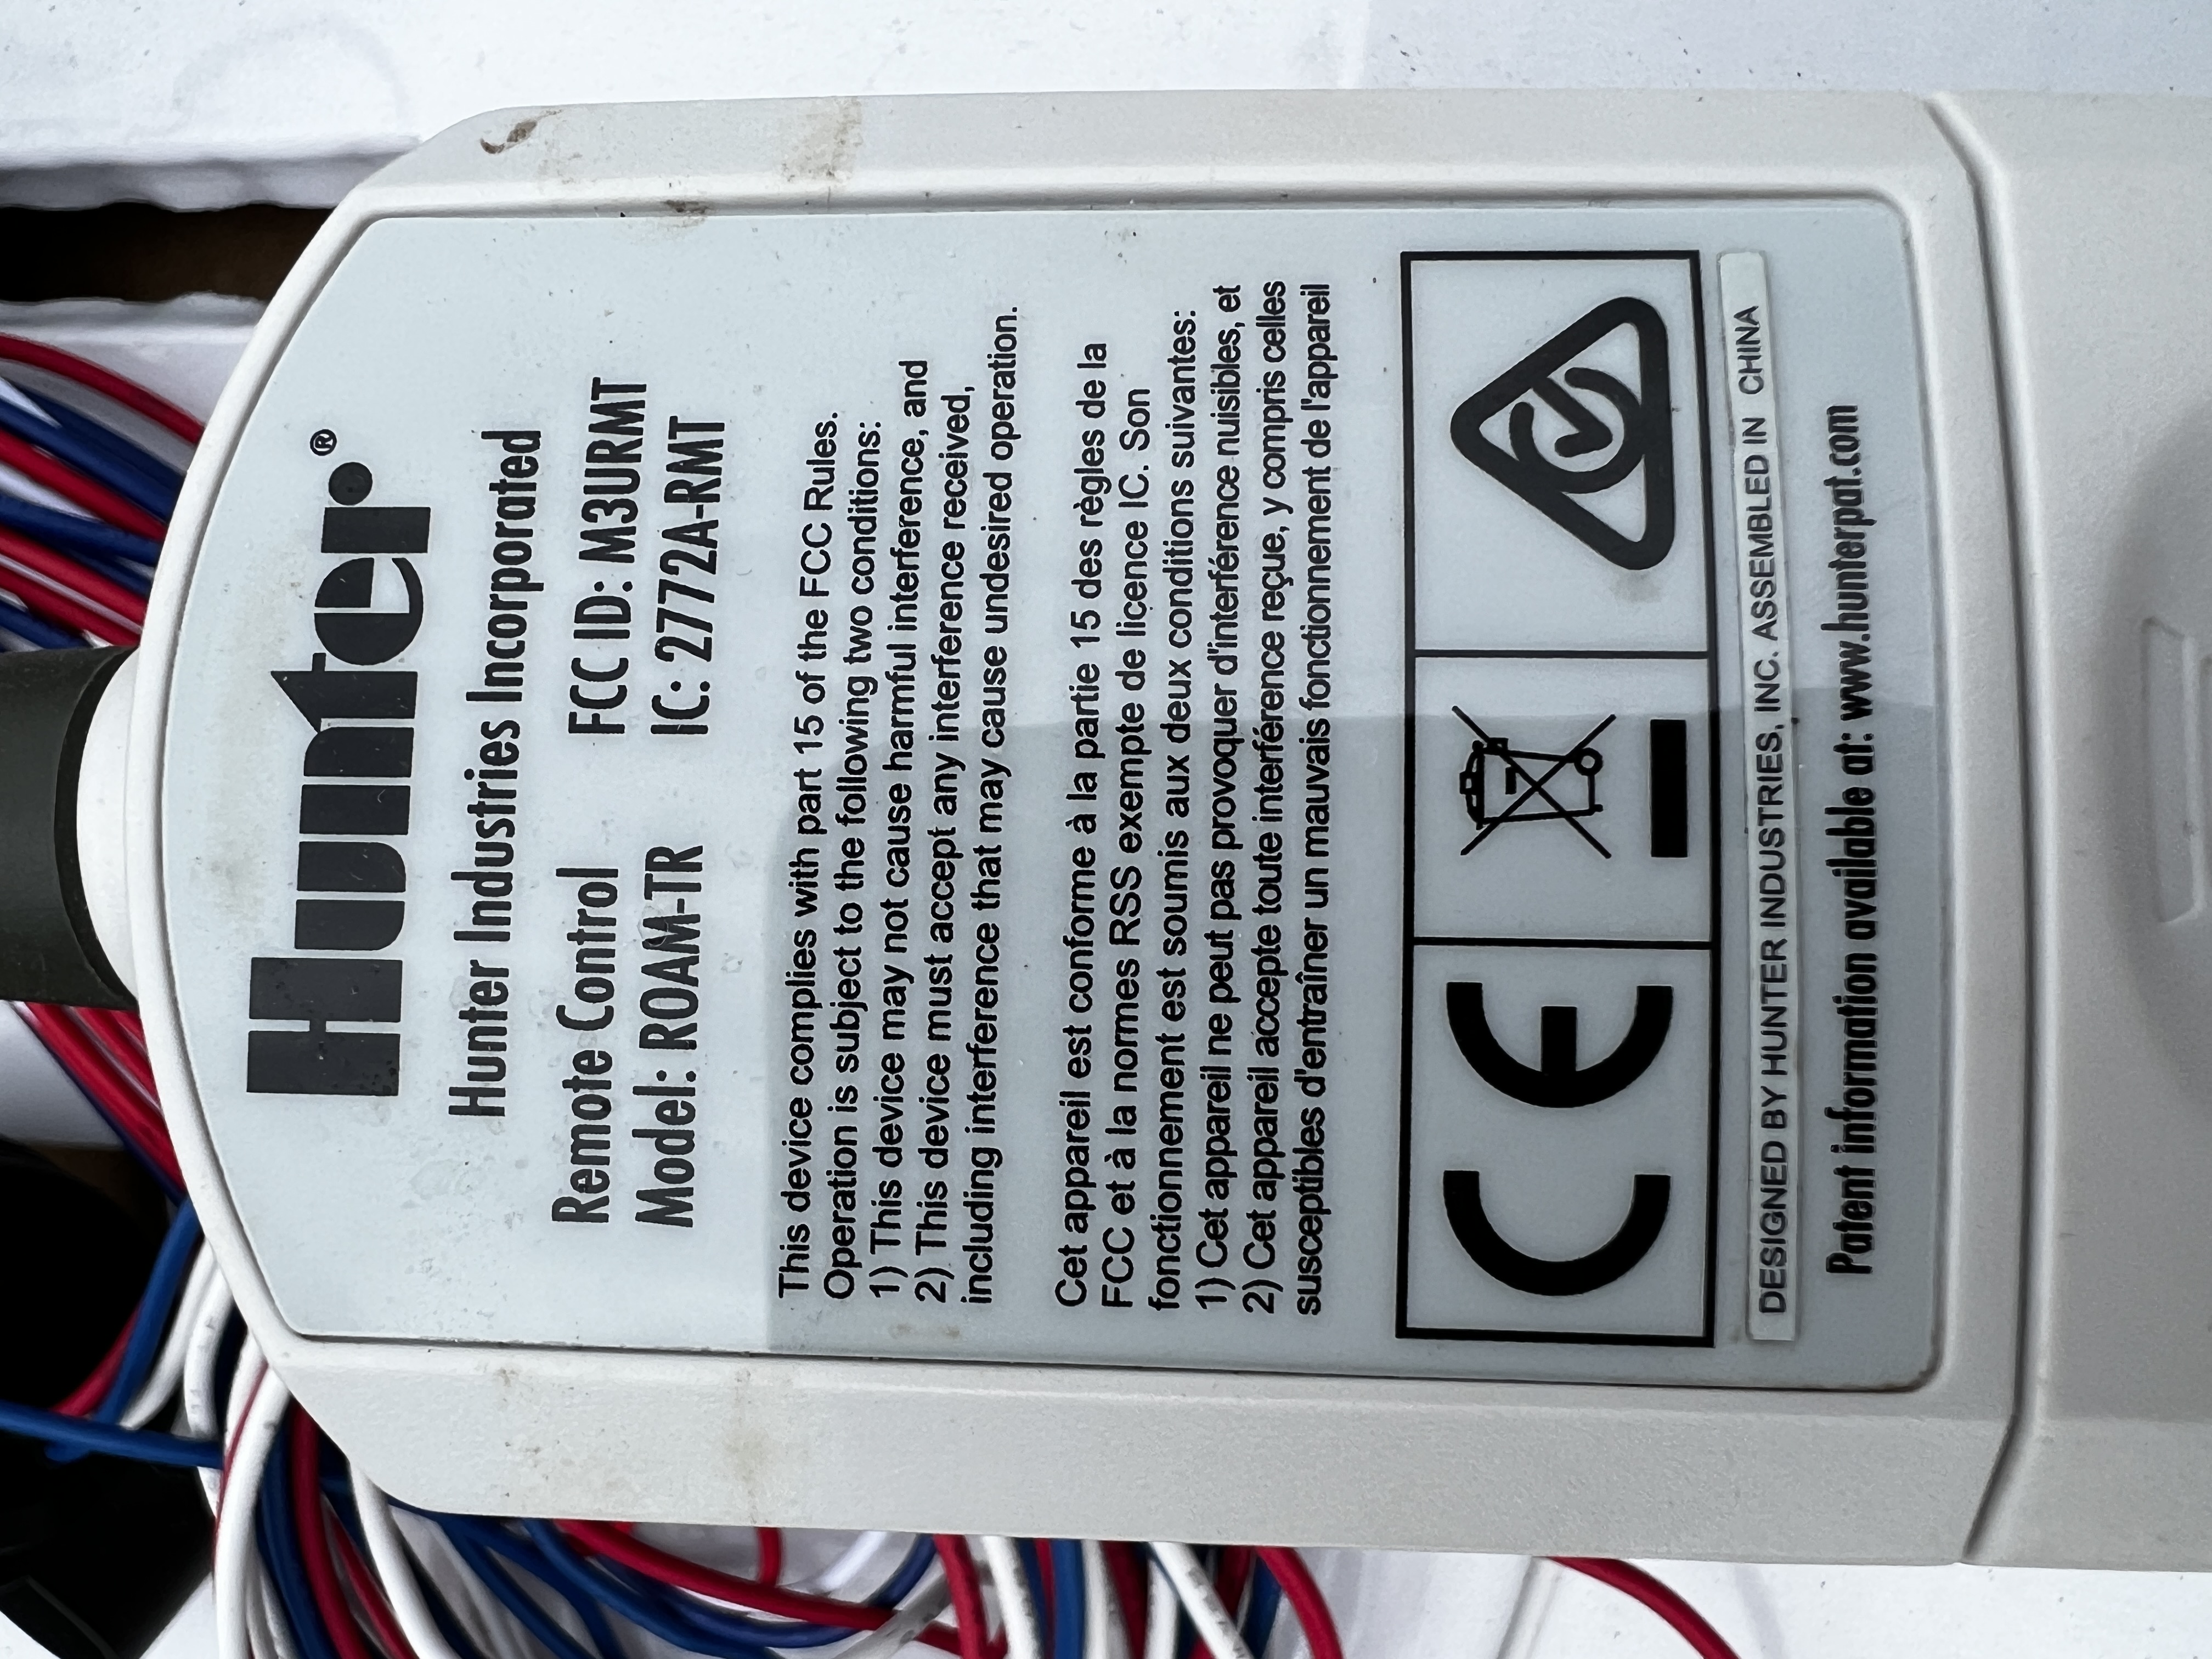 Hunter®
Hunter Industries Incorporated
Remote Control
Model: ROAM-TR
FCC ID: M3URMT
IC: 2772A-RMT
This device complies with part 15 of the FCC Rules.
Operation is subject to the following two conditions:
1) This device may not cause harmful interference, and
2) This device must accept any interference received,
including interference that may cause undesired operation.
Cet appareil est conforme à la partie 15 des règles de la
FCC et à la normes RSS exempte de liçence IC. Son
fonctionnement est soumis aux deux conditions suivantes:
1) Cet appareil ne peut pas provoquer d'interférence nuisibles, et
2) Cet appareil accepte toute interférence reçue, y compris celles
susceptibles d'entraîner un mauvais fonctionnement de l'appareil
CE
DESIGNED BY HUNTER INDUSTRIES, INC. ASSEMBLED IN CHINA
Patent information available at: www.hunterpat.com